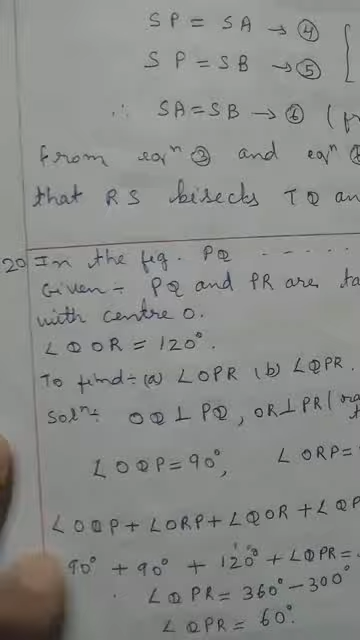 SP = SA → ④
SP = SB → ⑤
∴ SA = SB → ⑥
from eqⁿ ③ and eqⁿ
that RS bisects TQ
20 In the fig. PQ ......
Given:- PQ and PR are
with centre O.
∠QOR = 120°.
To find:- (a) ∠OPR (b) ∠QPR.
Solⁿ:- OQ ⊥ PQ, OR ⊥ PR
∠OQP = 90°, ∠ORP =
∠OQP + ∠ORP + ∠QOR + ∠QP
90° + 90° + 120° + ∠QPR =
∠QPR = 360° - 300°
∠QPR = 60°.